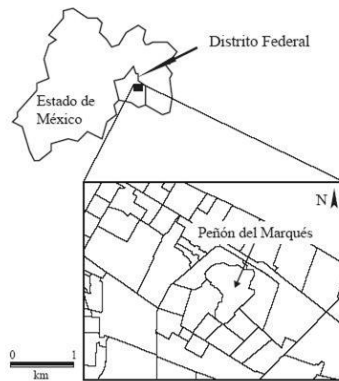 Distrito Federal
Estado de
México
N
Peñón del Marqués
0 1
km